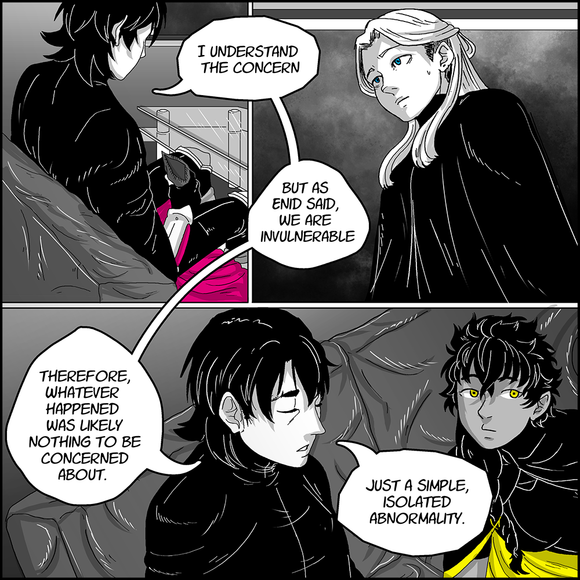 I UNDERSTAND
THE CONCERN
BUT AS
ENID SAID,
WE ARE
INVULNERABLE
THEREFORE,
WHATEVER
HAPPENED
WAS LIKELY
NOTHING TO BE
CONCERNED
ABOUT.
JUST A SIMPLE,
ISOLATED
ABNORMALITY.